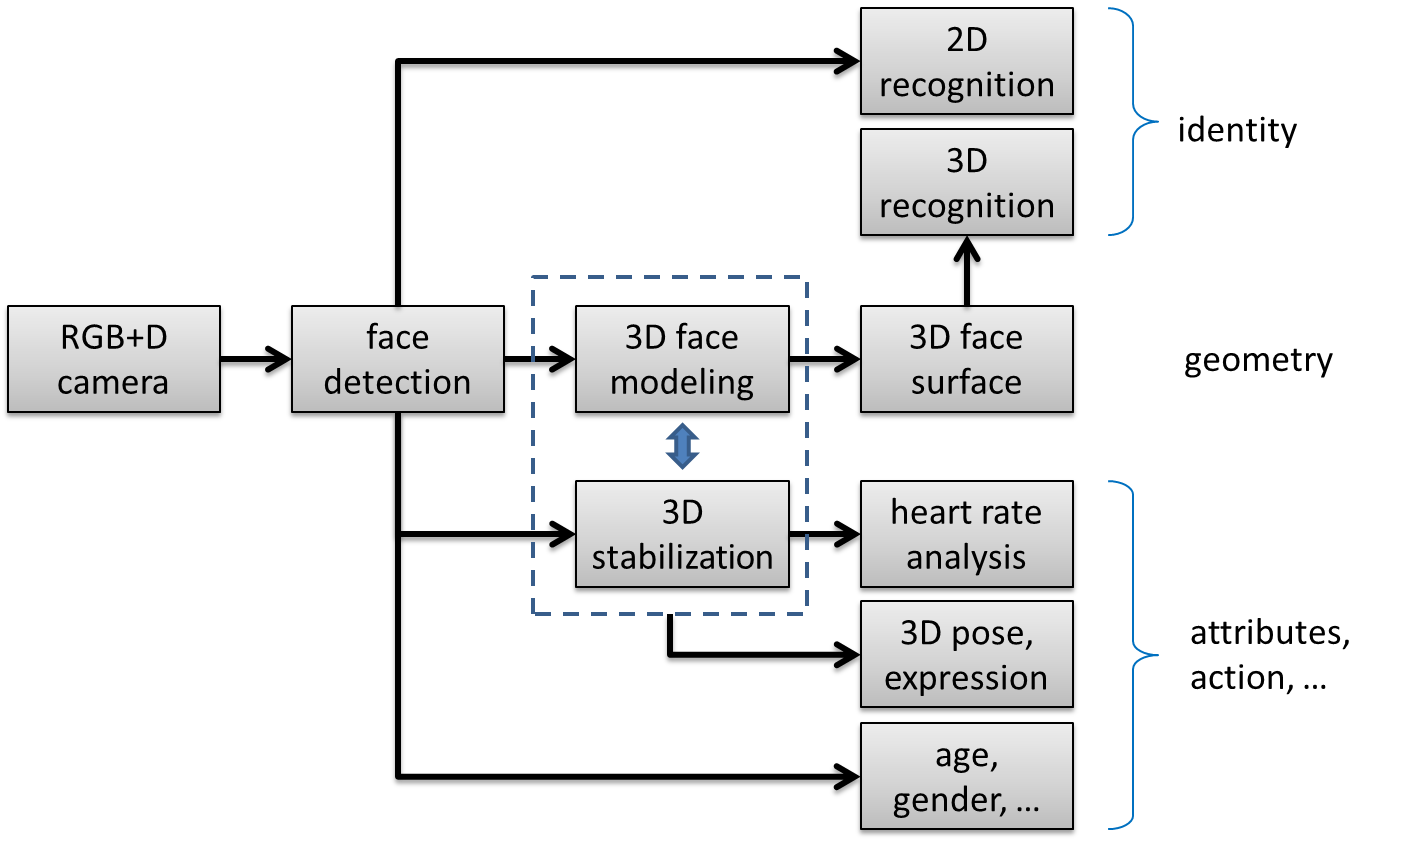 2D
recognition
3D
recognition
identity
RGB+D
camera
face
detection
3D face
modeling
3D face
surface
geometry
3D
stabilization
heart rate
analysis
3D pose,
expression
attributes,
action, ...
age,
gender, ...